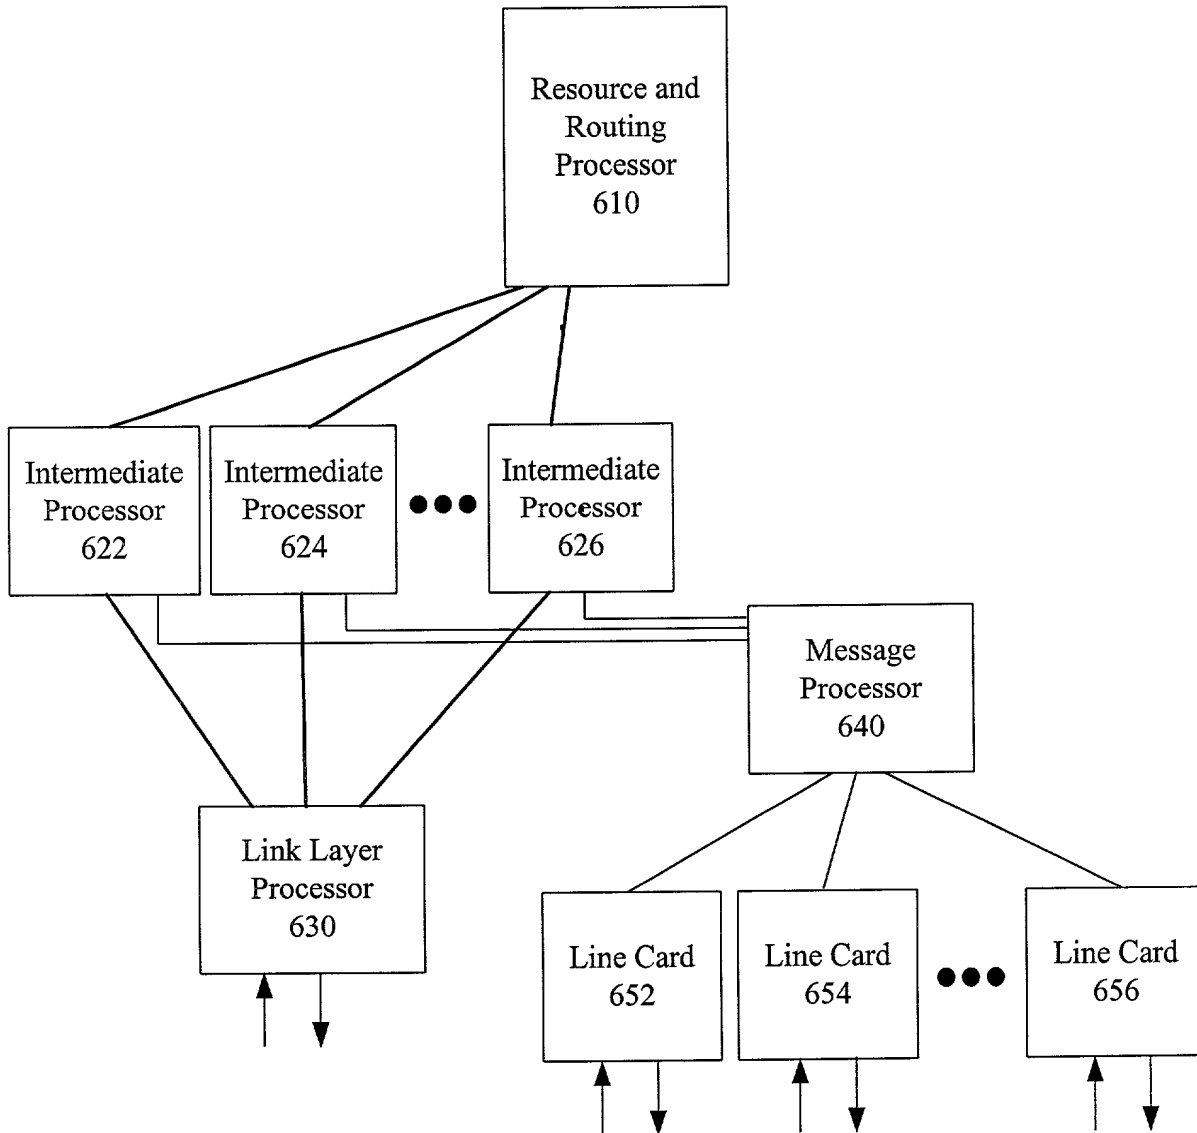 Resource and
Routing
Processor
610
Intermediate
Processor
622
Intermediate
Processor
624
Intermediate
Processor
626
Message
Processor
640
Link Layer
Processor
630
Line Card
652
Line Card
654
Line Card
656